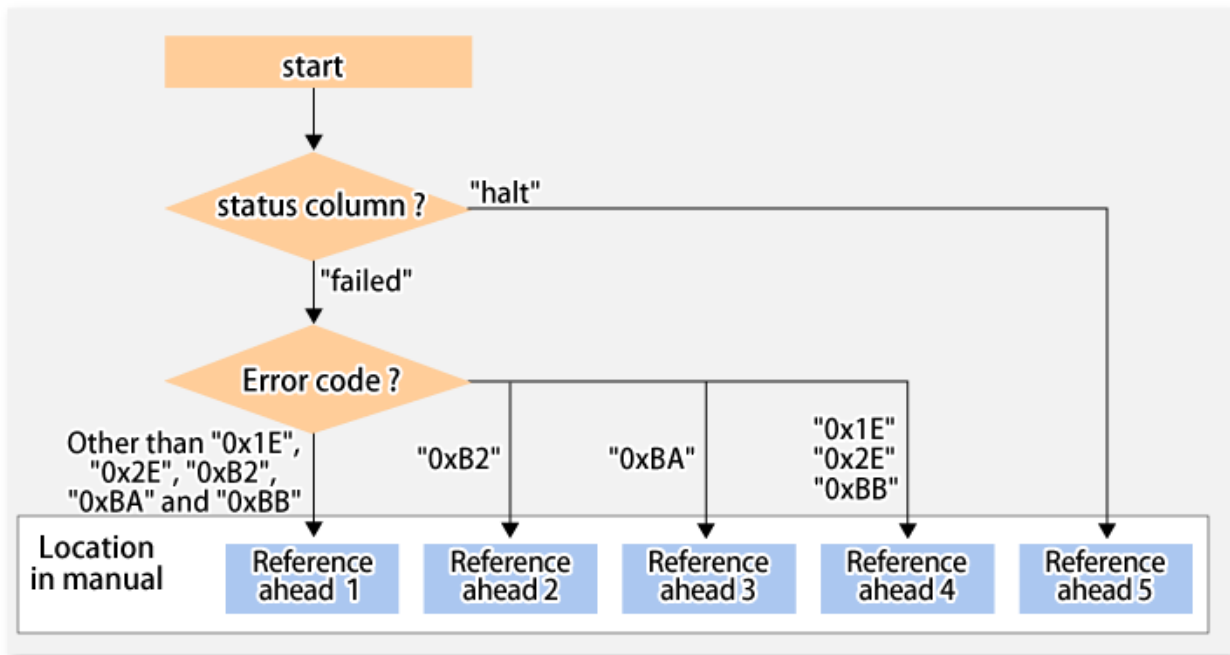 start
status column ?
"halt"
"failed"
Error code ?
Other than "0x1E",
"0x2E", "0xB2",
"0xBA" and "0xBB"
"0xB2"
"0xBA"
"0x1E"
"0x2E"
"0xBB"
Location
in manual
Reference
ahead 1
Reference
ahead 2
Reference
ahead 3
Reference
ahead 4
Reference
ahead 5